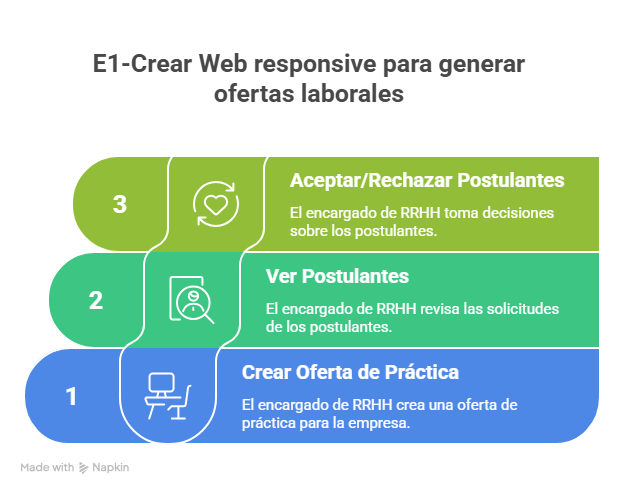 E1-Crear Web responsive para generar
ofertas laborales
3
Aceptar/Rechazar Postulantes
El encargado de RRHH toma decisiones
sobre los postulantes.
2
Ver Postulantes
El encargado de RRHH revisa las solicitudes
de los postulantes.
1
Crear Oferta de Práctica
El encargado de RRHH crea una oferta de
práctica para la empresa.
Made with Napkin